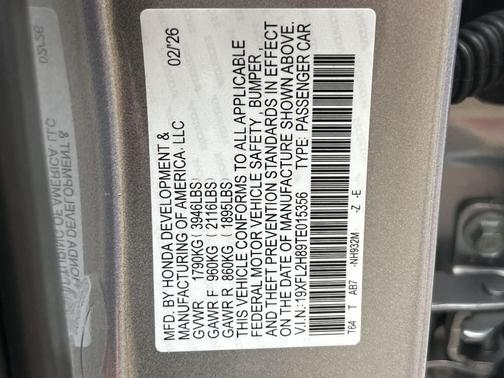 MFD. BY HONDA DEVELOPMENT & 02/'26
MANUFACTURING OF AMERICA, LLC
GVWR 1790KG ( 3946LBS)
GAWR F 960KG ( 2116LBS)
GAWR R 860KG ( 1895LBS)
THIS VEHICLE CONFORMS TO ALL APPLICABLE
FEDERAL MOTOR VEHICLE SAFETY , BUMPER ,
AND THEFT PREVENTION STANDARDS IN EFFECT
ON THE DATE OF MANUFACTURE SHOWN ABOVE.
V.I.N.:19XFL2H89TE015356 TYPE: PASSENGER CAR
T64 T AB7 -NH932M -Z -E